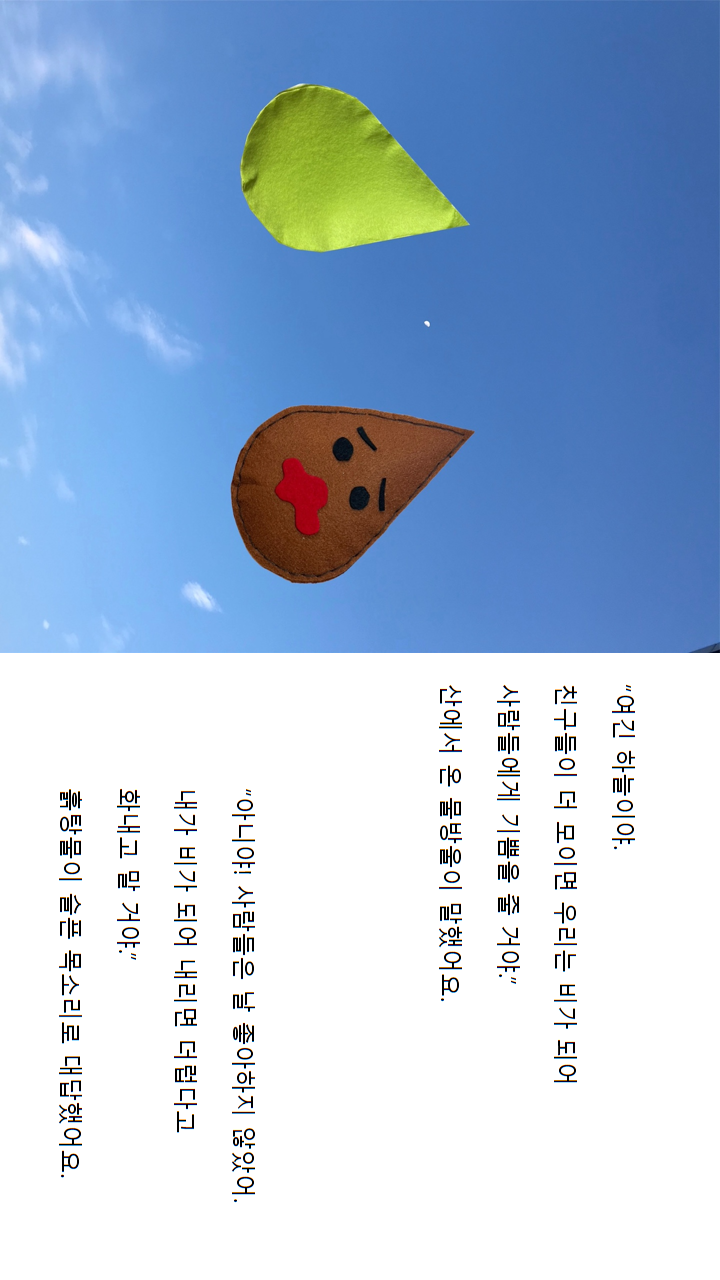 "여긴 하늘이야.
친구들이 더 모이면 우리는 비가 되어
사람들에게 기쁨을 줄 거야."
산에서 온 물방울이 말했어요.
"아니야! 사람들은 날 좋아하지 않았어.
내가 비가 되어 내리면 더럽다고
화내고 말 거야."
흙탕물이 슬픈 목소리로 대답했어요.